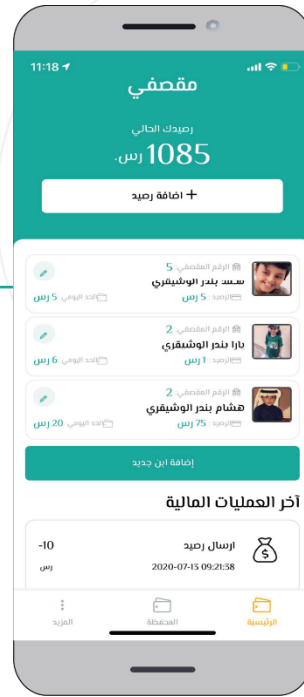 11:18
مقصفي
رصيدك الحالي
1085 رس.
+ اضافة رصيد
الرقم المقصفي: 5
بندر الوشيقري
الرصيد: 5 رس
الحد اليومي: 5 رس
الرقم المقصفي: 2
يارا بندر الوشيقري
الرصيد: 1 رس
الحد اليومي: 6 رس
الرقم المقصفي: 2
هشام بندر الوشيقري
الرصيد: 75 رس
الحد اليومي: 20 رس
إضافة ابن جديد
آخر العمليات المالية
ارسال رصيد
-10
2020-07-13 09:21:38
رس
الرئيسية
المحفظة
المزيد